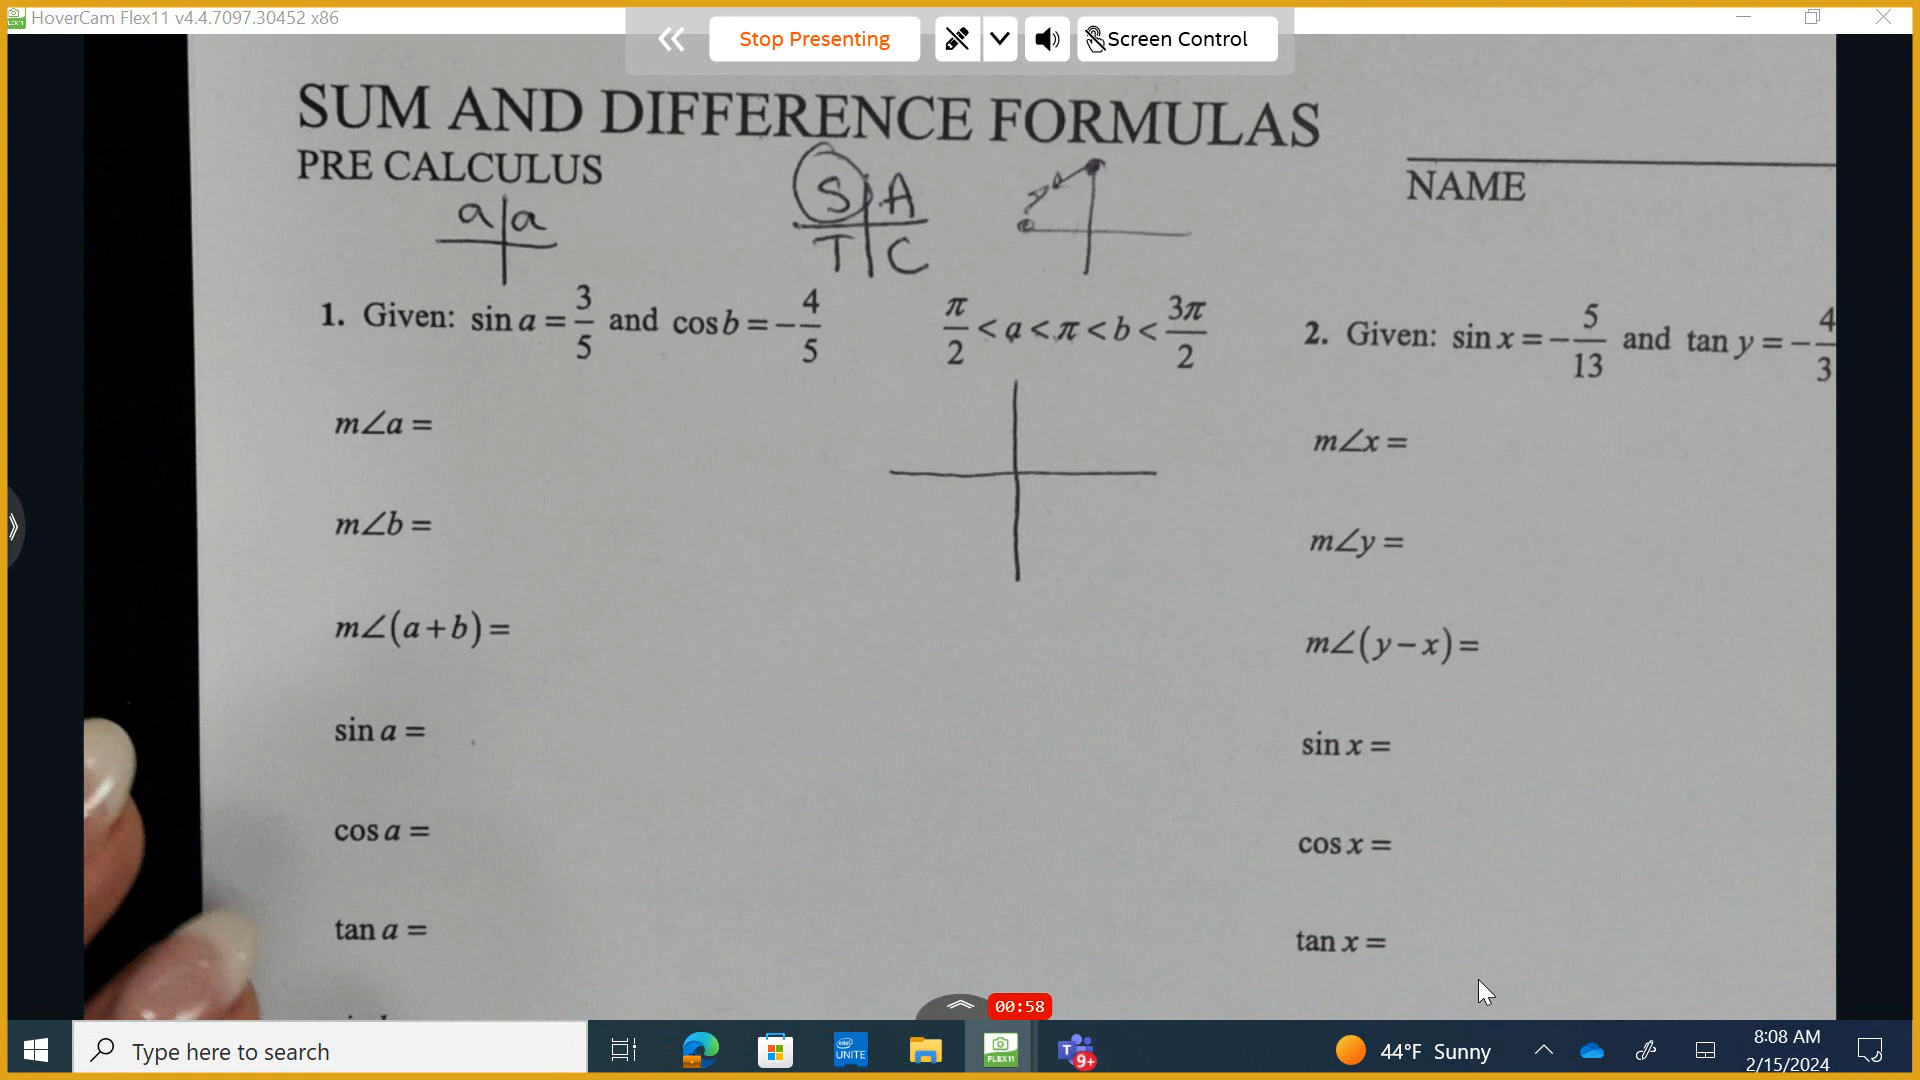 HoverCam Flex11 v4.4.7097.30452 x86
Stop Presenting
Screen Control
SUM AND DIFFERENCE FORMULAS
PRE CALCULUS
NAME
a a
S A
T C
1. Given: sin a = 3/5 and cos b = −4/5 π/2 < a < π < b < 3π/2
m∠a =
m∠b =
m∠(a+b) =
sin a =
cos a =
tan a =
2. Given: sin x = −5/13 and tan y = −4/3
m∠x =
m∠y =
m∠(y−x) =
sin x =
cos x =
tan x =
00:58
Type here to search
intel UNITE
FLEX11
T 9+
44°F Sunny
8:08 AM
2/15/2024